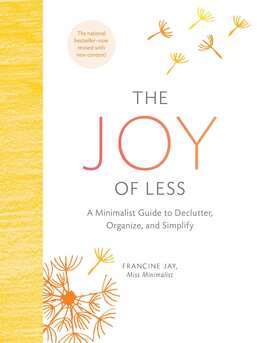 The national
bestseller–now
revised with
new content!
THE
JOY
OF LESS
A Minimalist Guide to Declutter,
Organize, and Simplify
FRANCINE JAY,
Miss Minimalist